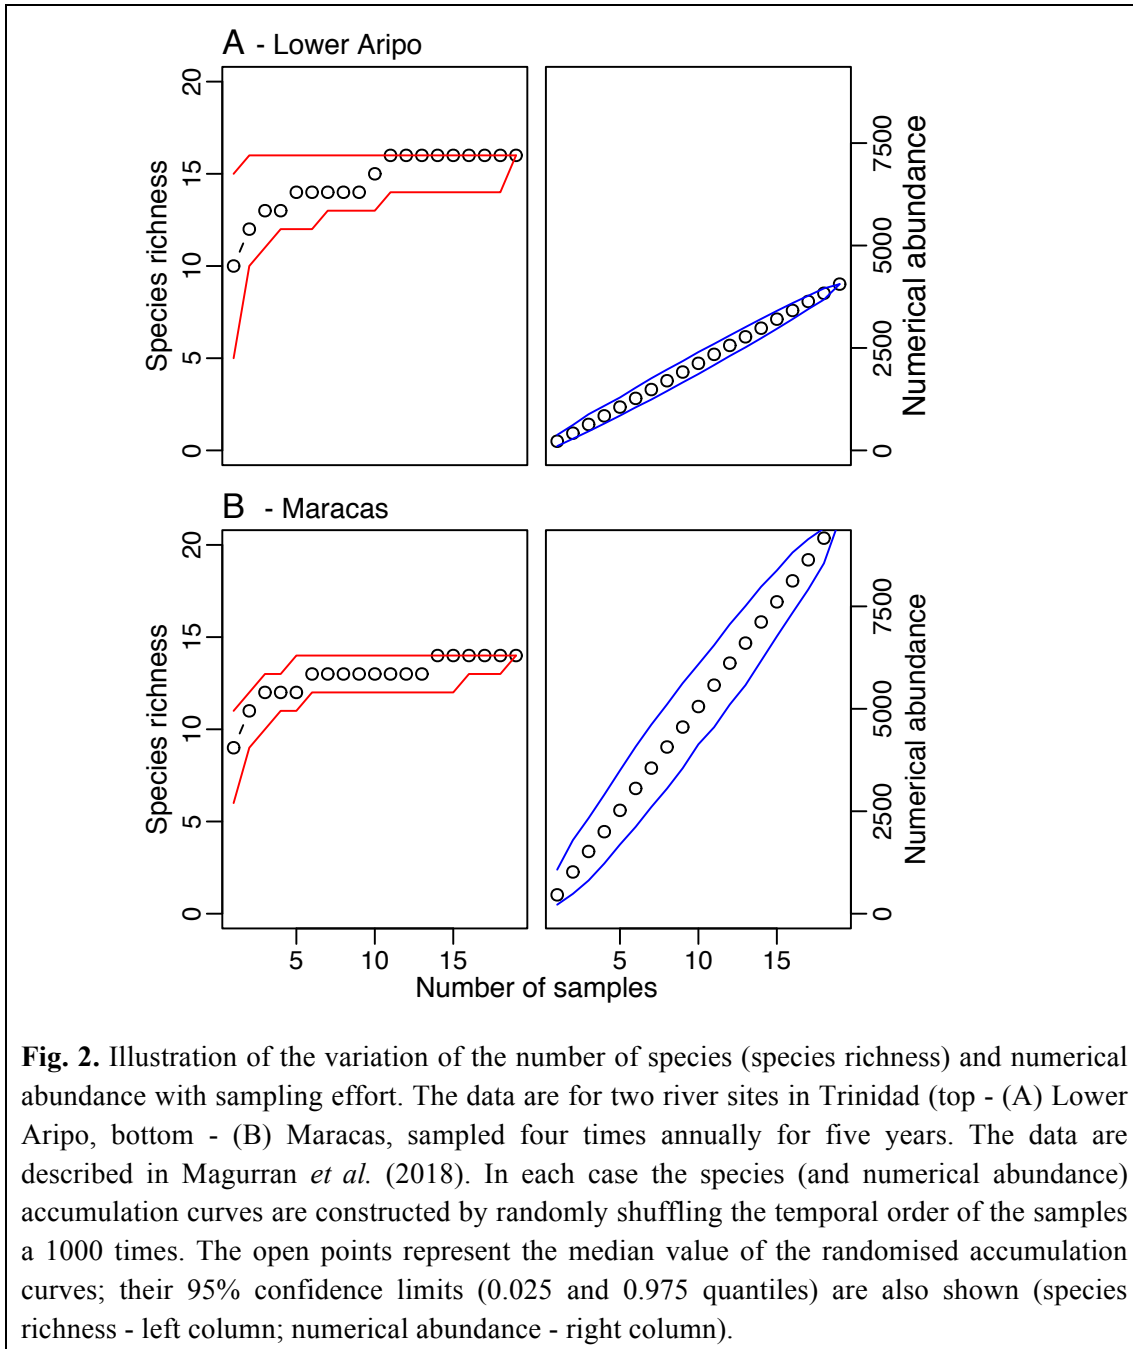 A - Lower Aripo
Species richness
0 5 10 15 20
Numerical abundance
0 2500 5000 7500
B - Maracas
Species richness
0 5 10 15 20
Numerical abundance
0 2500 5000 7500
5 10 15
5 10 15
Number of samples
Fig. 2. Illustration of the variation of the number of species (species richness) and numerical
abundance with sampling effort. The data are for two river sites in Trinidad (top - (A) Lower
Aripo, bottom - (B) Maracas, sampled four times annually for five years. The data are
described in Magurran et al. (2018). In each case the species (and numerical abundance)
accumulation curves are constructed by randomly shuffling the temporal order of the samples
a 1000 times. The open points represent the median value of the randomised accumulation
curves; their 95% confidence limits (0.025 and 0.975 quantiles) are also shown (species
richness - left column; numerical abundance - right column).